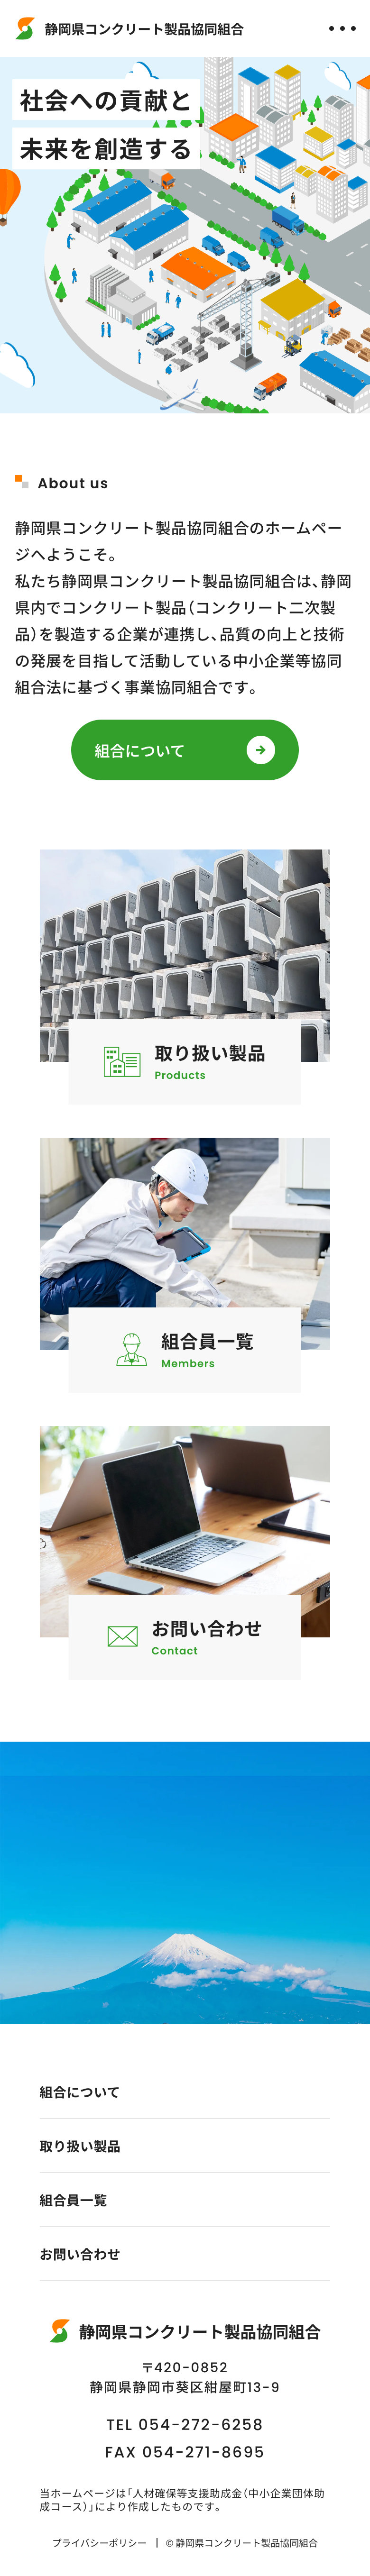 静岡県コンクリート製品協同組合
社会への貢献と
未来を創造する
About us
静岡県コンクリート製品協同組合のホームペー
ジへようこそ。
私たち静岡県コンクリート製品協同組合は、静岡
県内でコンクリート製品（コンクリート二次製
品）を製造する企業が連携し、品質の向上と技術
の発展を目指して活動している中小企業等協同
組合法に基づく事業協同組合です。
組合について
取り扱い製品
Products
組合員一覧
Members
お問い合わせ
Contact
組合について
取り扱い製品
組合員一覧
お問い合わせ
静岡県コンクリート製品協同組合
〒420-0852
静岡県静岡市葵区紺屋町13-9
TEL 054-272-6258
FAX 054-271-8695
当ホームページは「人材確保等支援助成金（中小企業団体助
成コース）」により作成したものです。
プライバシーポリシー | © 静岡県コンクリート製品協同組合